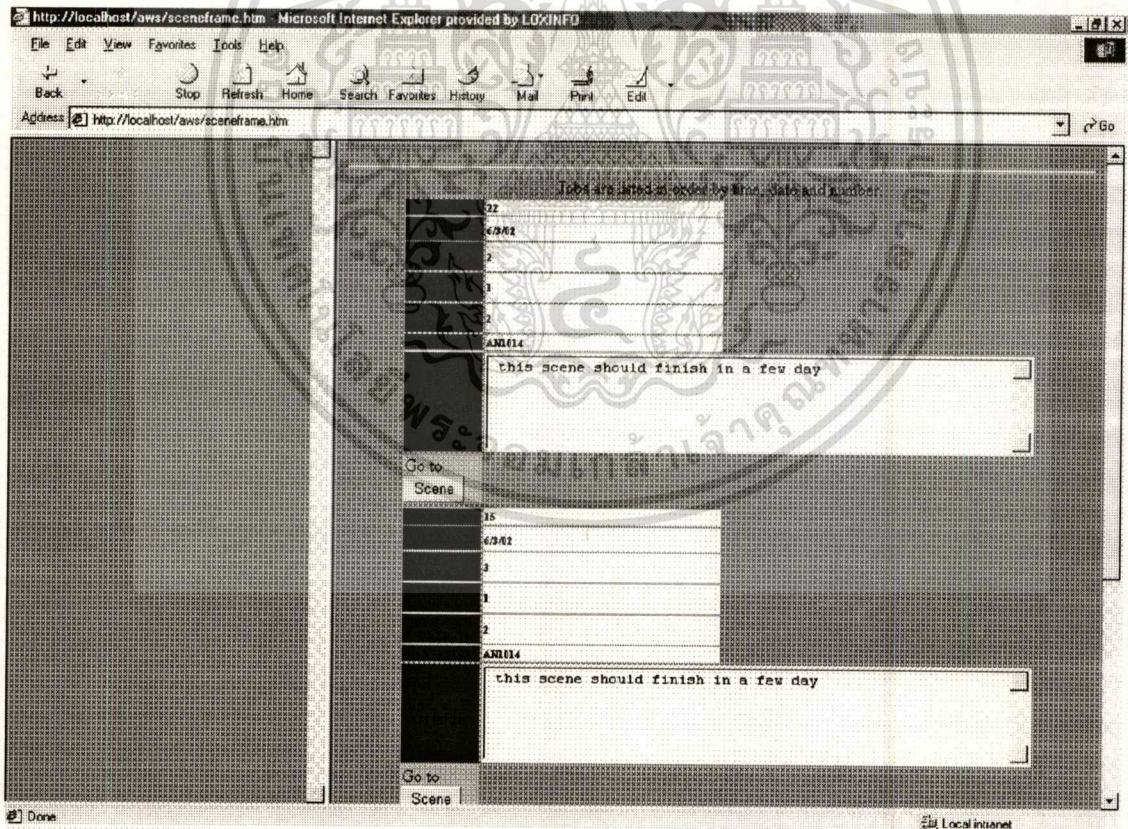 http://localhost/aws/sceneframe.htm - Microsoft Internet Explorer provided by LOXINFO
File Edit View Favorites Tools Help
Back Stop Refresh Home Search Favorites History Mail Print Edit
Address http://localhost/aws/sceneframe.htm Go
Jobs are listed in order by time, date and number
22
6/3/02
2
1
2
AN1014
this scene should finish in a few day
Go to
Scene
15
6/3/02
3
1
2
AN1014
this scene should finish in a few day
Go to
Scene
Done Local intranet